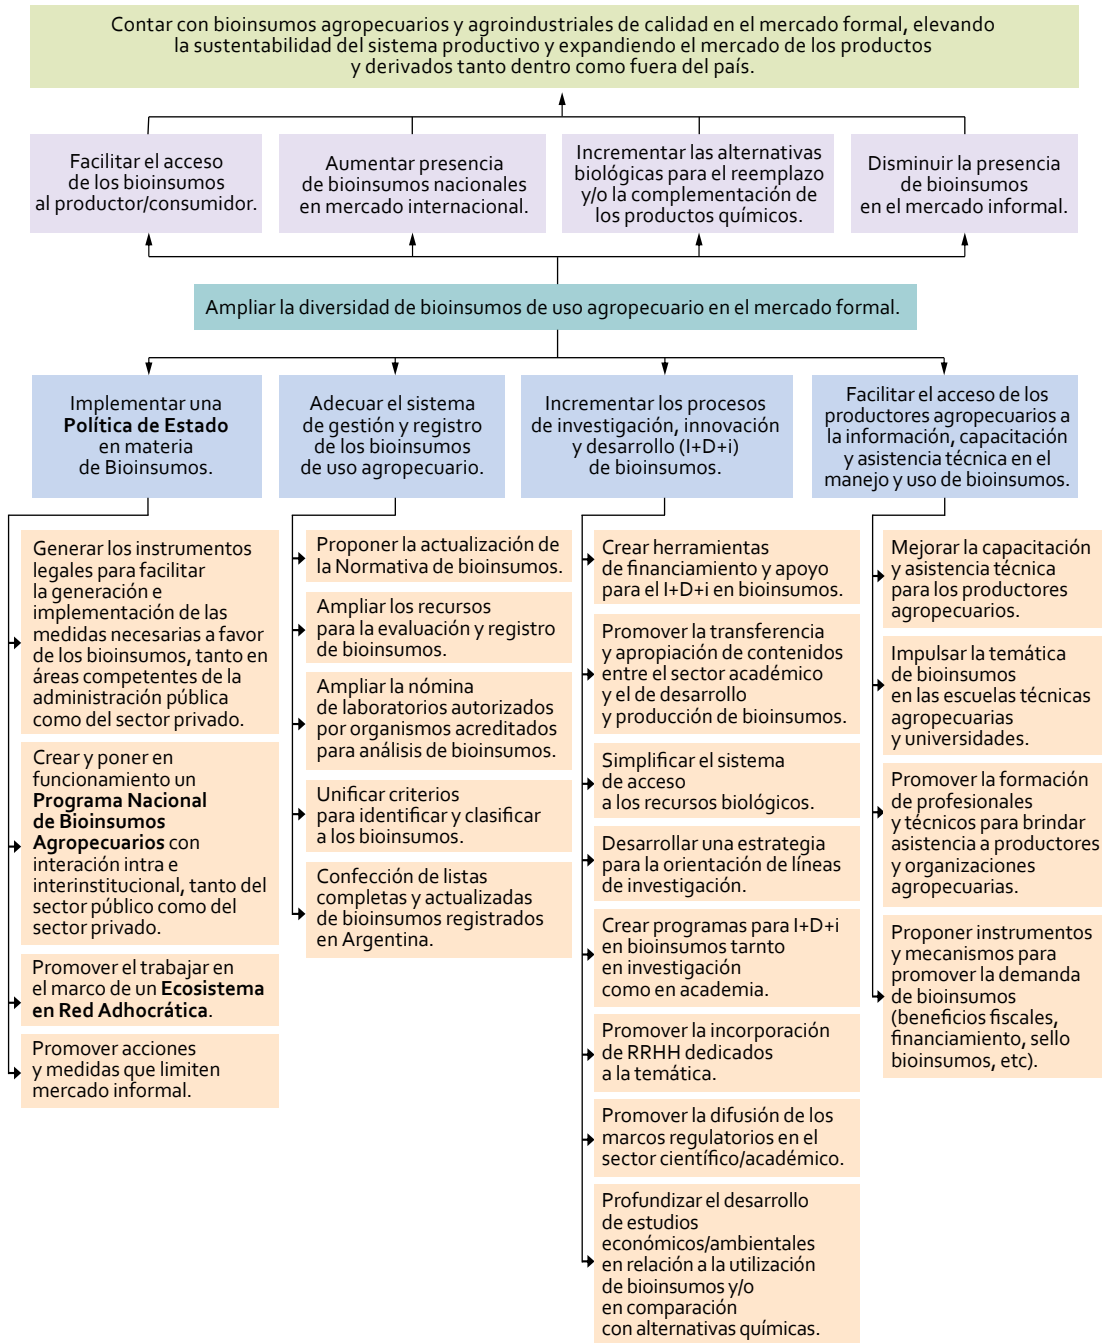 Contar con bioinsumos agropecuarios y agroindustriales de calidad en el mercado formal, elevando
la sustentabilidad del sistema productivo y expandiendo el mercado de los productos
y derivados tanto dentro como fuera del país.
Facilitar el acceso
de los bioinsumos
al productor/consumidor.
Aumentar presencia
de bioinsumos nacionales
en mercado internacional.
Incrementar las alternativas
biológicas para el reemplazo
y/o la complementación de
los productos químicos.
Disminuir la presencia
de bioinsumos
en el mercado informal.
Ampliar la diversidad de bioinsumos de uso agropecuario en el mercado formal.
Implementar una
Política de Estado
en materia
de Bioinsumos.
Adecuar el sistema
de gestión y registro
de los bioinsumos
de uso agropecuario.
Incrementar los procesos
de investigación, innovación
y desarrollo (I+D+i)
de bioinsumos.
Facilitar el acceso de los
productores agropecuarios a
la información, capacitación
y asistencia técnica en el
manejo y uso de bioinsumos.
Generar los instrumentos
legales para facilitar
la generación e
implementación de las
medidas necesarias a favor
de los bioinsumos, tanto en
áreas competentes de la
administración pública
como del sector privado.
Crear y poner en
funcionamiento un
Programa Nacional
de Bioinsumos
Agropecuarios con
interación intra e
interinstitucional, tanto del
sector público como del
sector privado.
Promover el trabajar en
el marco de un Ecosistema
en Red Adhocrática.
Promover acciones
y medidas que limiten
mercado informal.
Proponer la actualización de
la Normativa de bioinsumos.
Ampliar los recursos
para la evaluación y registro
de bioinsumos.
Ampliar la nómina
de laboratorios autorizados
por organismos acreditados
para análisis de bioinsumos.
Unificar criterios
para identificar y clasificar
a los bioinsumos.
Confección de listas
completas y actualizadas
de bioinsumos registrados
en Argentina.
Crear herramientas
de financiamiento y apoyo
para el I+D+i en bioinsumos.
Promover la transferencia
y apropiación de contenidos
entre el sector académico
y el de desarrollo
y producción de bioinsumos.
Simplificar el sistema
de acceso
a los recursos biológicos.
Desarrollar una estrategia
para la orientación de líneas
de investigación.
Crear programas para I+D+i
en bioinsumos tarnto
en investigación
como en academia.
Promover la incorporación
de RRHH dedicados
a la temática.
Promover la difusión de los
marcos regulatorios en el
sector científico/académico.
Profundizar el desarrollo
de estudios
económicos/ambientales
en relación a la utilización
de bioinsumos y/o
en comparación
con alternativas químicas.
Mejorar la capacitación
y asistencia técnica
para los productores
agropecuarios.
Impulsar la temática
de bioinsumos
en las escuelas técnicas
agropecuarias
y universidades.
Promover la formación
de profesionales
y técnicos para brindar
asistencia a productores
y organizaciones
agropecuarias.
Proponer instrumentos
y mecanismos para
promover la demanda
de bioinsumos
(beneficios fiscales,
financiamiento, sello
bioinsumos, etc).